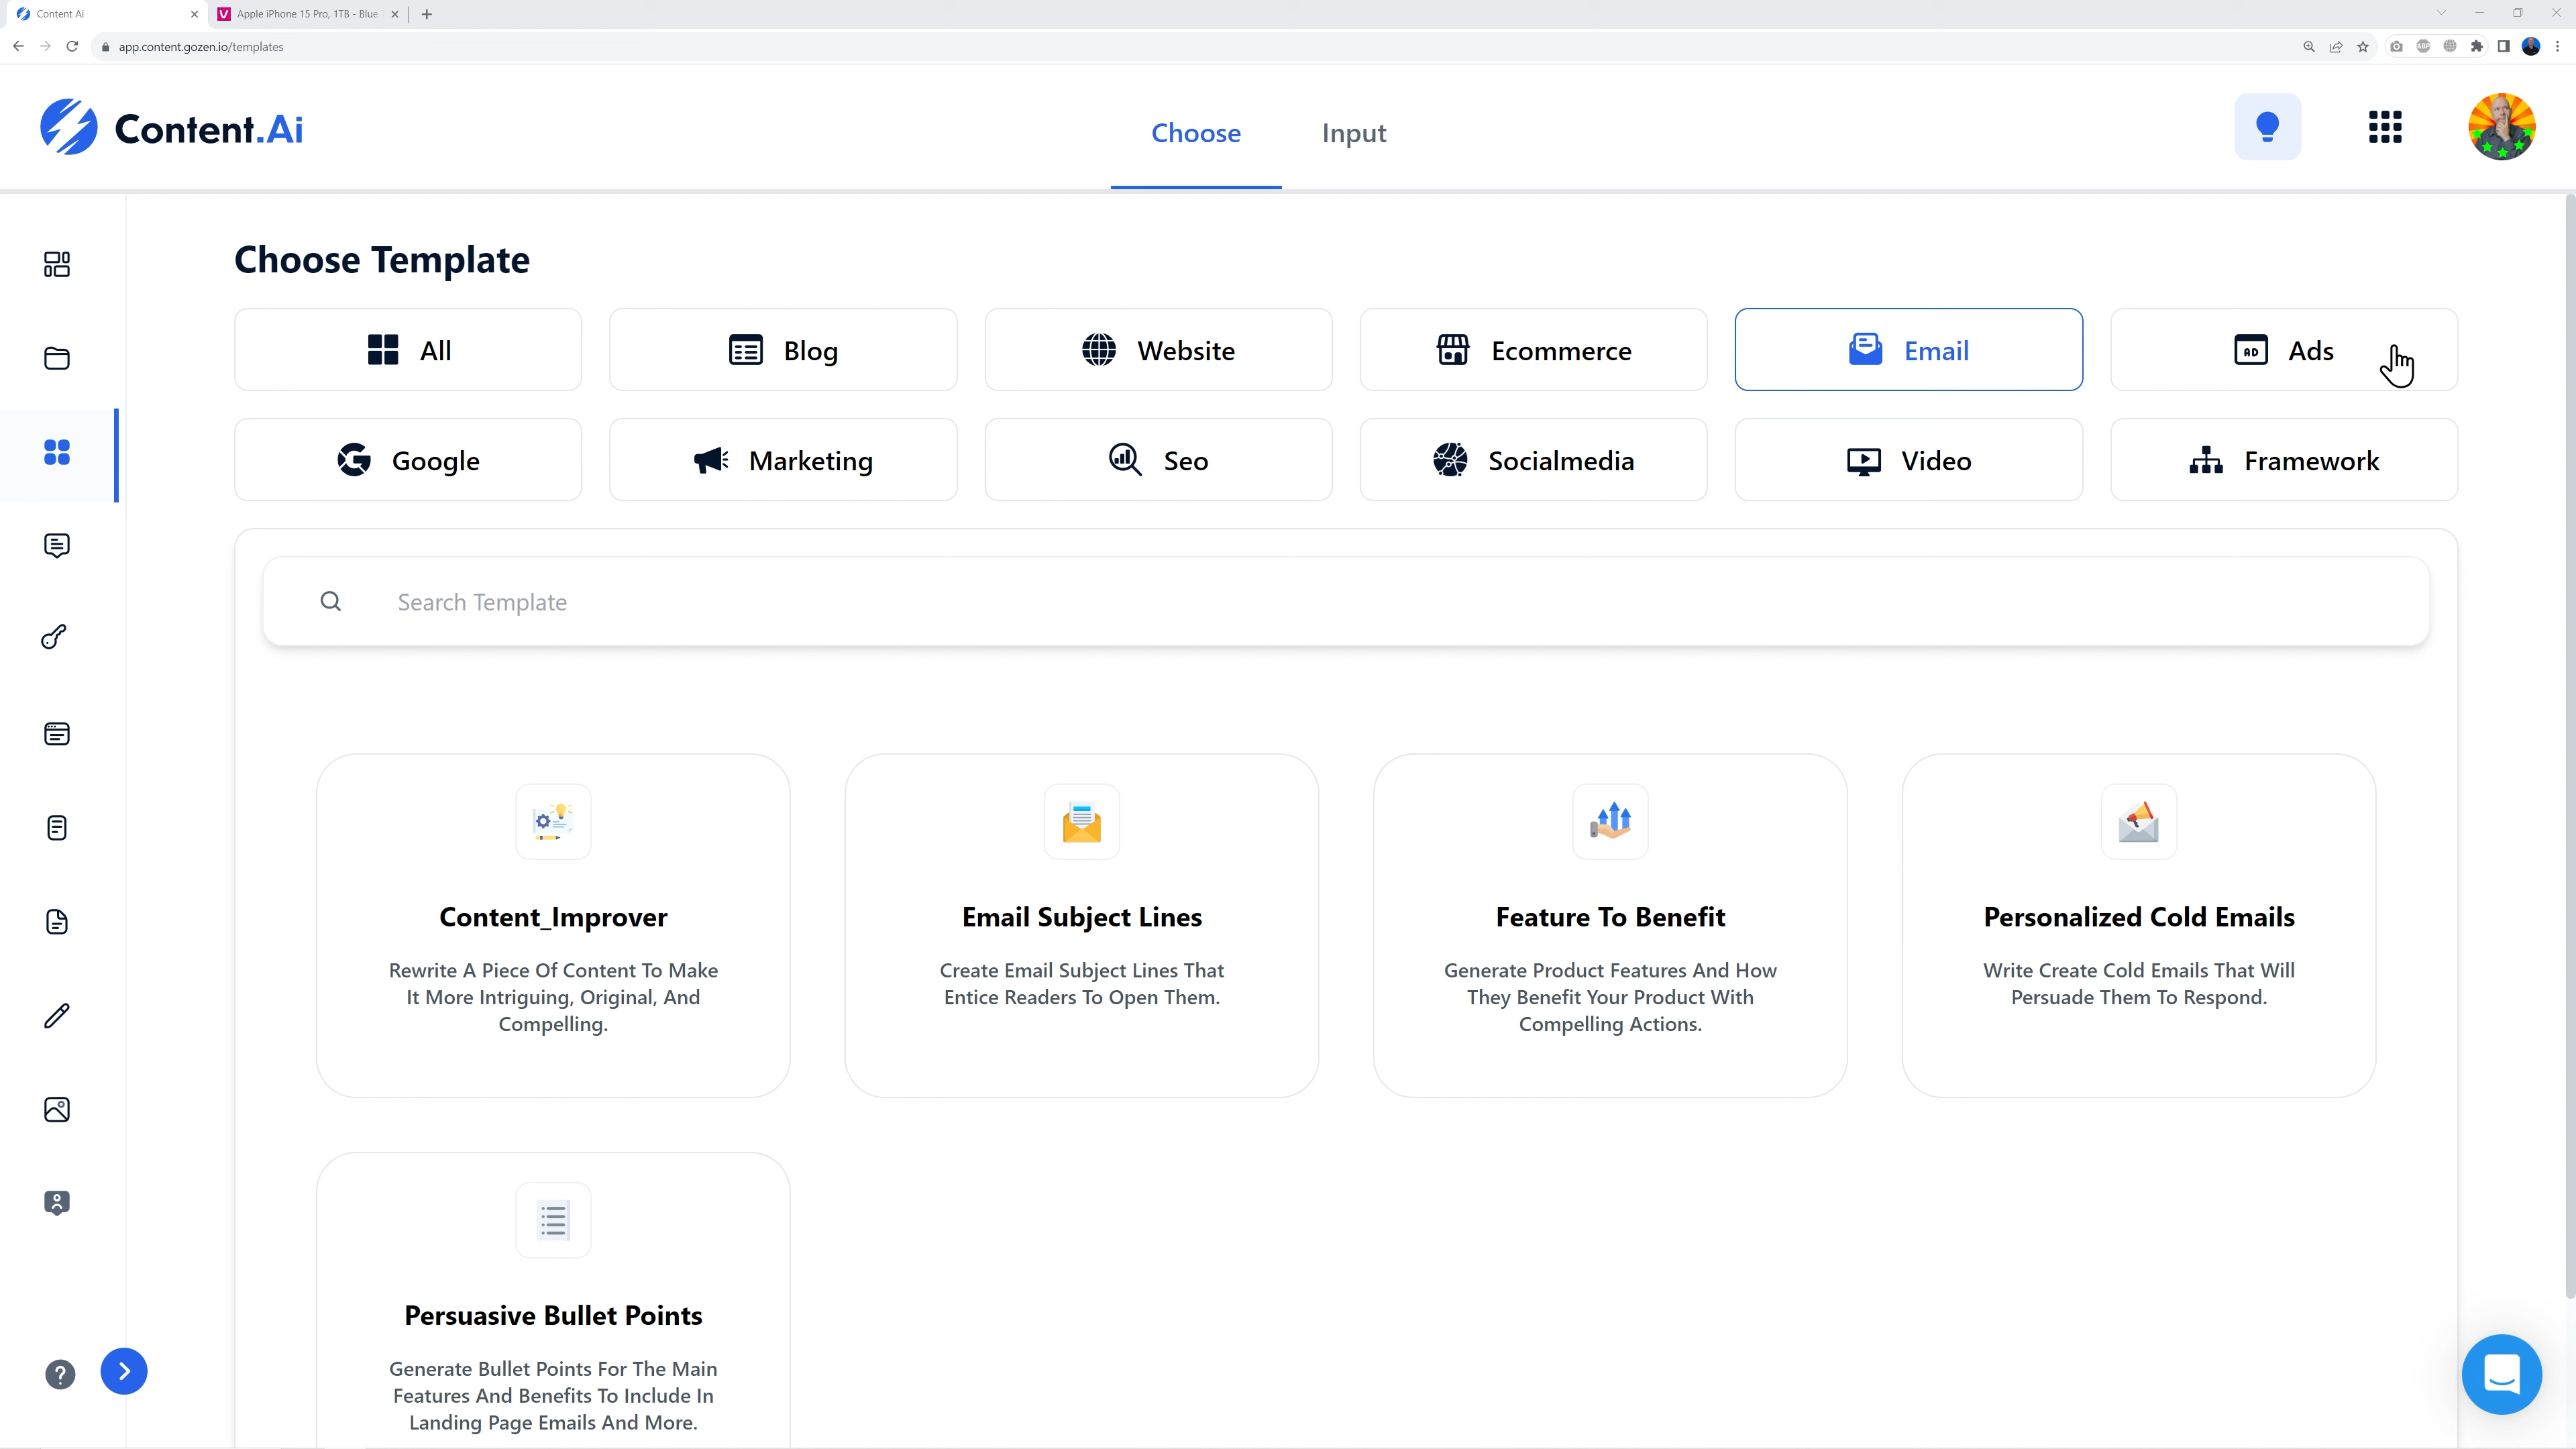 Content Ai
Apple iPhone 15 Pro, 1TB - Blue
app.content.gozen.io/templates
ABP
Content.Ai
Choose
Input
Choose Template
All
Blog
Website
Ecommerce
Email
AD
Ads
Google
Marketing
Seo
Socialmedia
Video
Framework
Search Template
Content_Improver
Rewrite A Piece Of Content To Make
It More Intriguing, Original, And
Compelling.
Email Subject Lines
Create Email Subject Lines That
Entice Readers To Open Them.
Feature To Benefit
Generate Product Features And How
They Benefit Your Product With
Compelling Actions.
Personalized Cold Emails
Write Create Cold Emails That Will
Persuade Them To Respond.
Persuasive Bullet Points
Generate Bullet Points For The Main
Features And Benefits To Include In
Landing Page Emails And More.